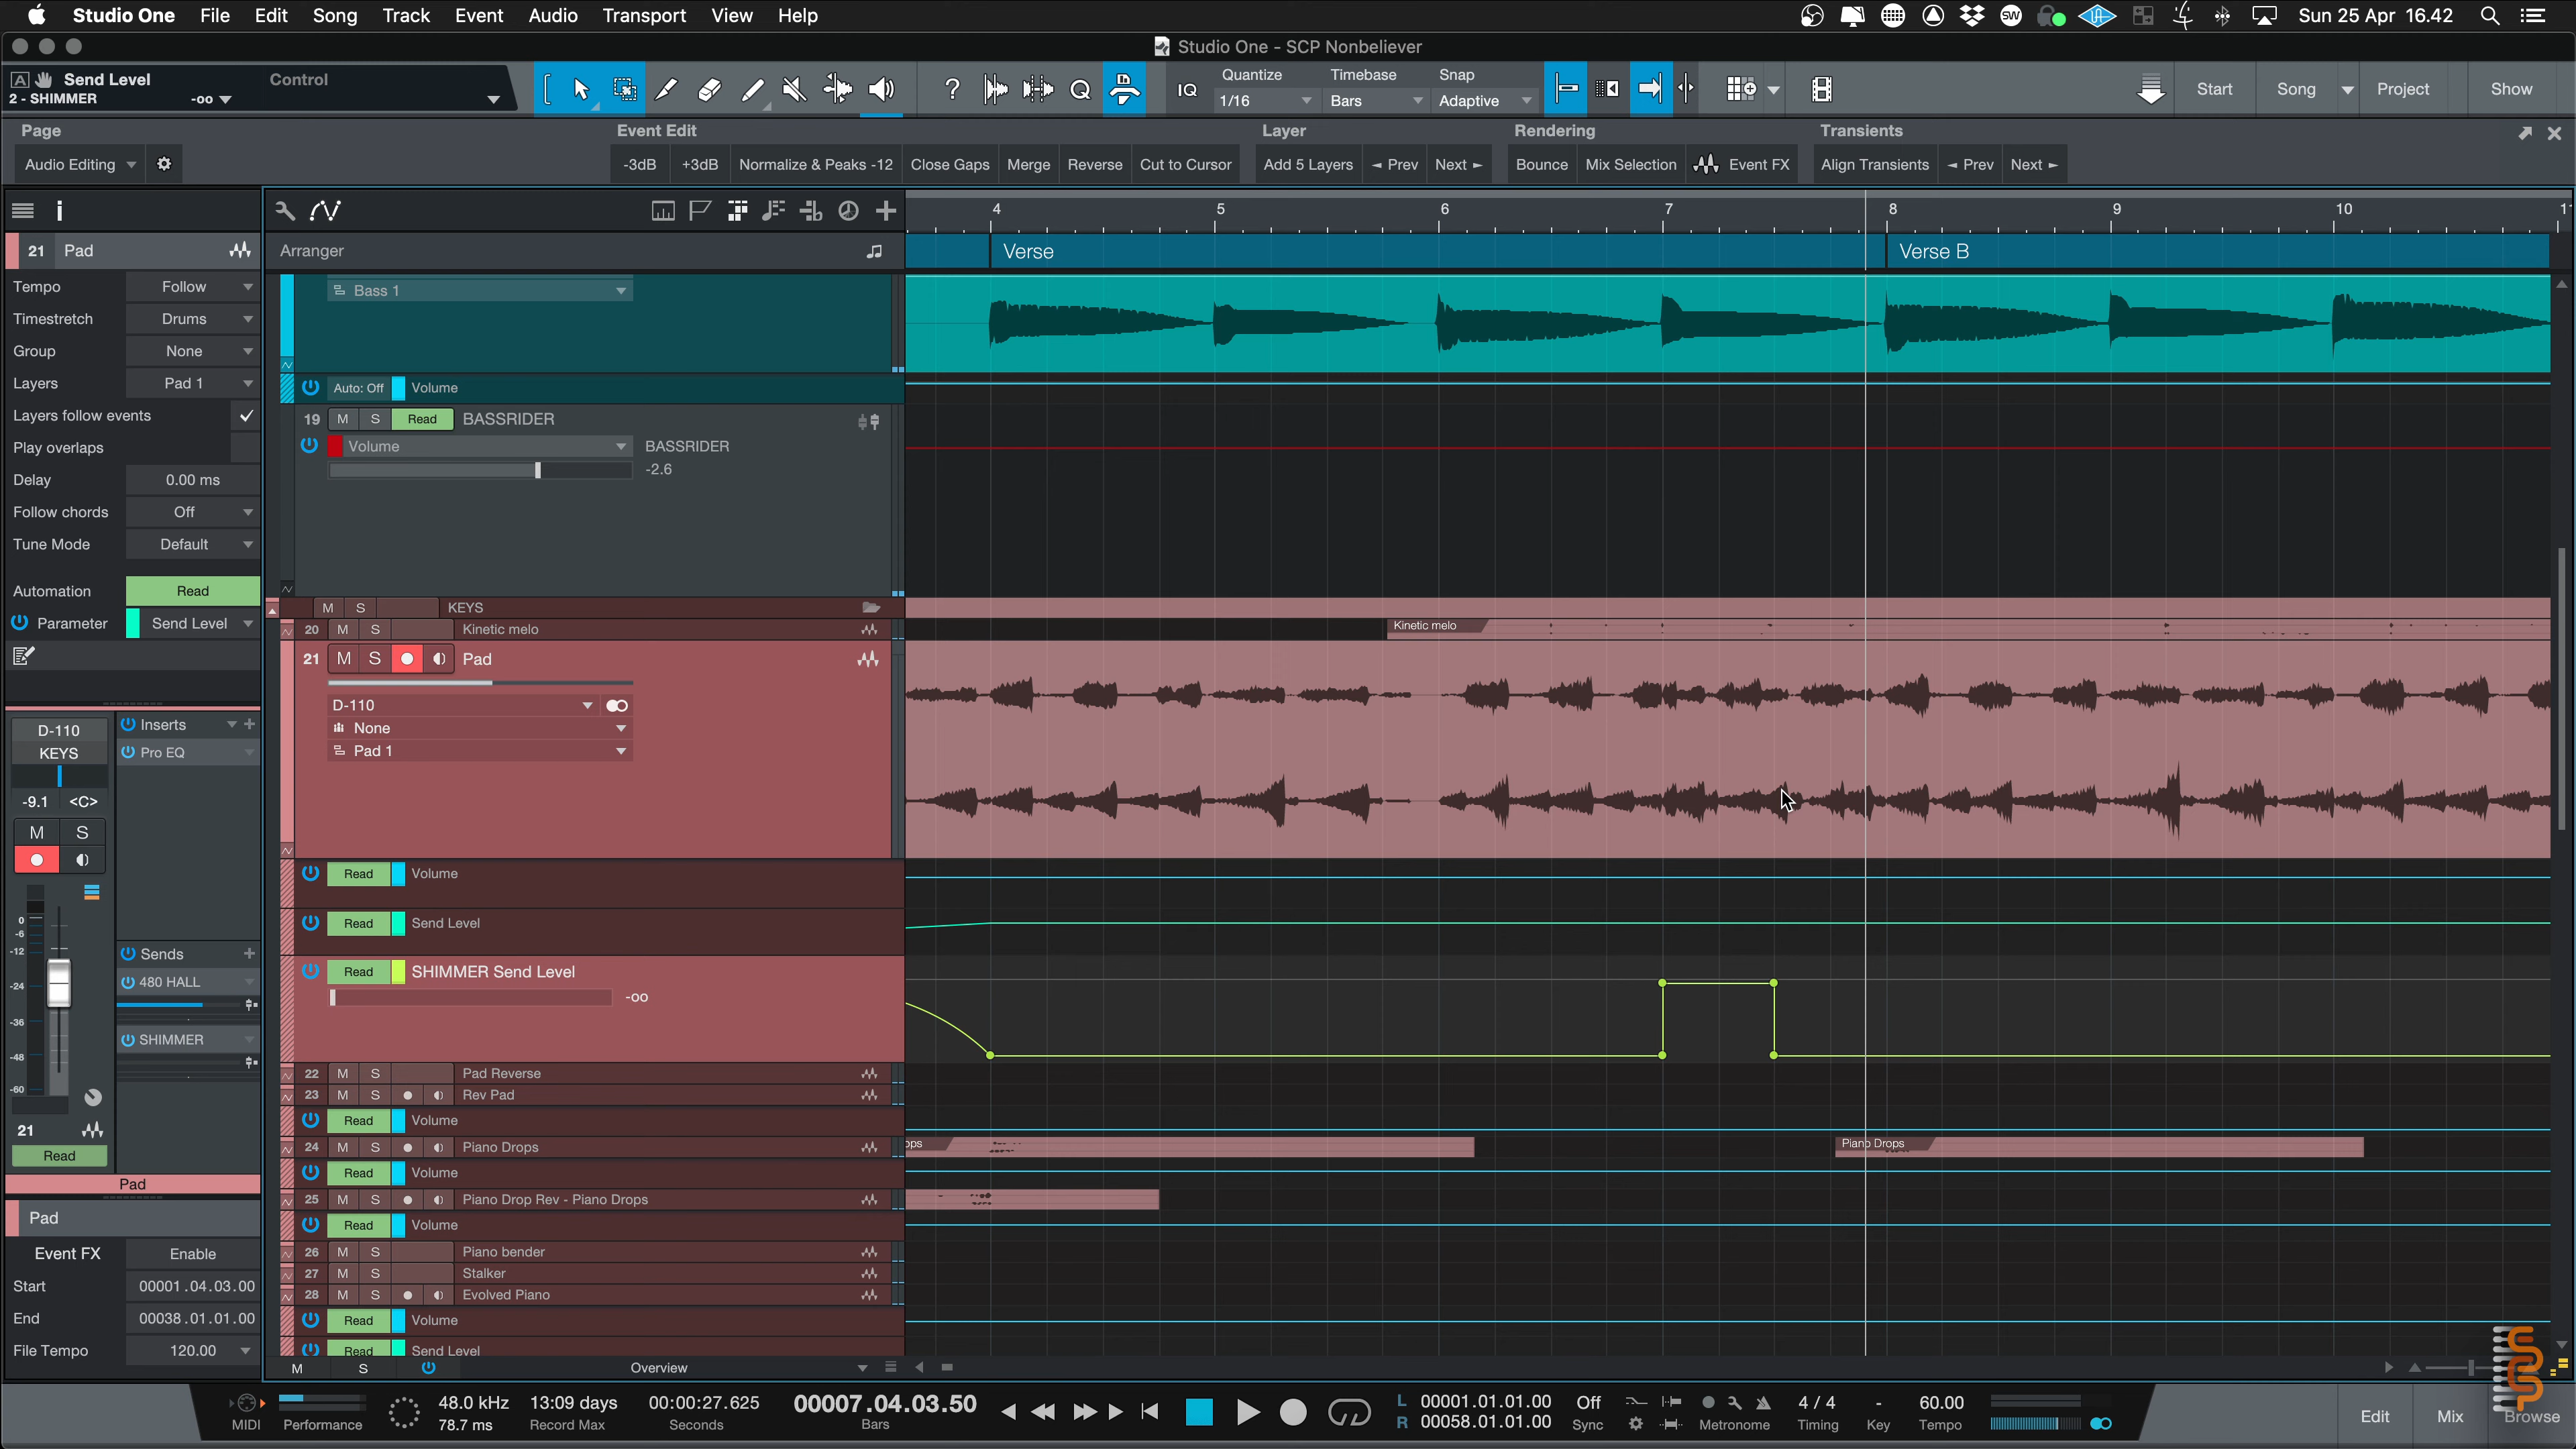 Studio One File Edit Song Track Event Audio Transport View Help
Sun 25 Apr 16.42
Studio One - SCP Nonbeliever
A Send Level Control
2 - SHIMMER -oo
IQ Quantize Timebase Snap
1/16 Bars Adaptive
Start Song Project Show
Page Event Edit Layer Rendering Transients
Audio Editing -3dB +3dB Normalize & Peaks -12 Close Gaps Merge Reverse Cut to Cursor Add 5 Layers Prev Next Bounce Mix Selection Event FX Align Transients Prev Next
4 5 6 7 8 9 10
21 Pad
Arranger
Verse Verse B
Tempo Follow
Timestretch Drums
Group None
Layers Pad 1
Layers follow events
Play overlaps
Delay 0.00 ms
Follow chords Off
Tune Mode Default
Automation Read
Parameter Send Level
Bass 1
Auto: Off Volume
19 M S Read BASSRIDER
Volume BASSRIDER
-2.6
M S KEYS
20 M S Kinetic melo
Kinetic melo
21 M S Pad
D-110
None
Pad 1
Read Volume
Read Send Level
Read SHIMMER Send Level
-oo
22 M S Pad Reverse
23 M S Rev Pad
Read Volume
24 M S Piano Drops
ops Piano Drops
Read Volume
25 M S Piano Drop Rev - Piano Drops
Read Volume
26 M S Piano bender
27 M S Stalker
28 M S Evolved Piano
Read Volume
Read Send Level
M S Overview
D-110
KEYS
-9.1 <C>
M S
0
-6
-12
-24
-36
-48
-60
21
Read
Inserts
Pro EQ
Sends
480 HALL
SHIMMER
Pad
Pad
Event FX Enable
Start 00001.04.03.00
End 00038.01.01.00
File Tempo 120.00
MIDI Performance
48.0 kHz
78.7 ms
13:09 days
Record Max
00:00:27.625
Seconds
00007.04.03.50
Bars
L 00001.01.01.00
R 00058.01.01.00
Off
Sync
Metronome
4 / 4
Timing
-
Key
60.00
Tempo
Edit Mix Browse
SCP